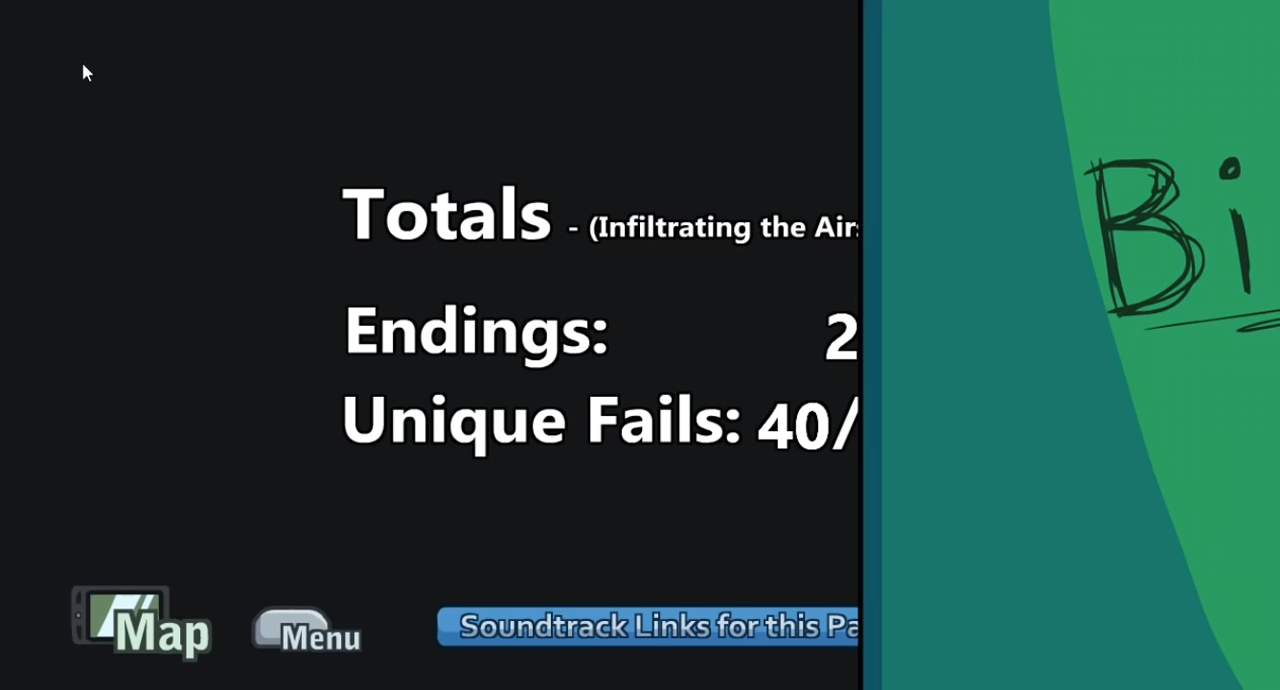 Totals - (Infiltrating the Air
Endings: 2
Unique Fails: 40/
Map
Menu
Soundtrack Links for this Pa
Bi